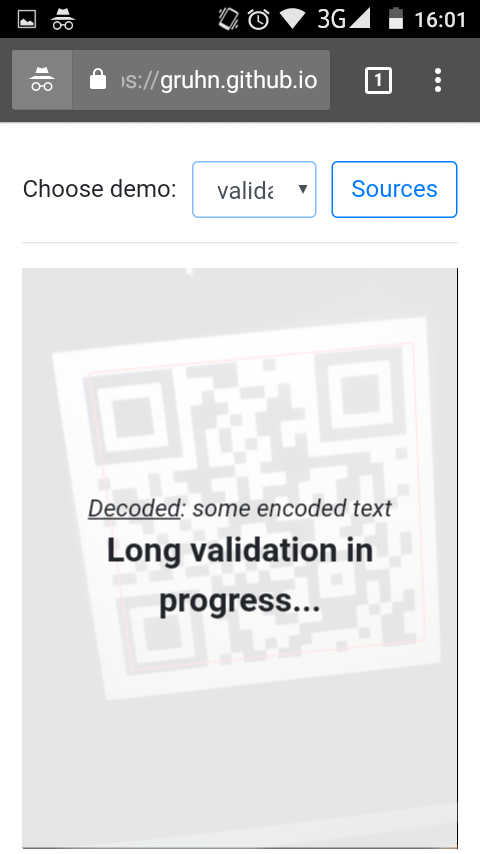 3G 16:01
ps://gruhn.github.io 1
Choose demo: valida Sources
Decoded: some encoded text
Long validation in
progress...